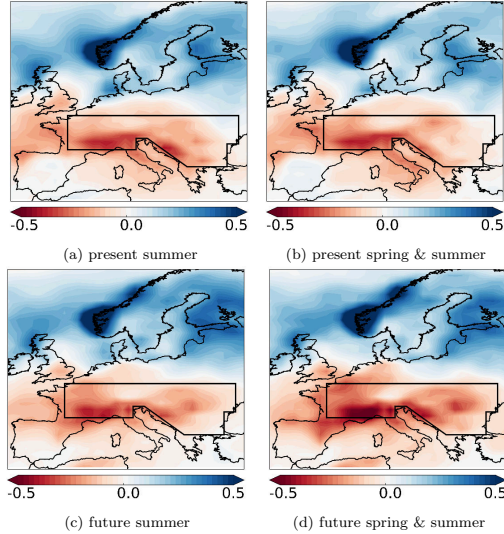 -0.5 0.0 0.5 -0.5 0.0 0.5
(a) present summer (b) present spring & summer
-0.5 0.0 0.5 -0.5 0.0 0.5
(c) future summer (d) future spring & summer